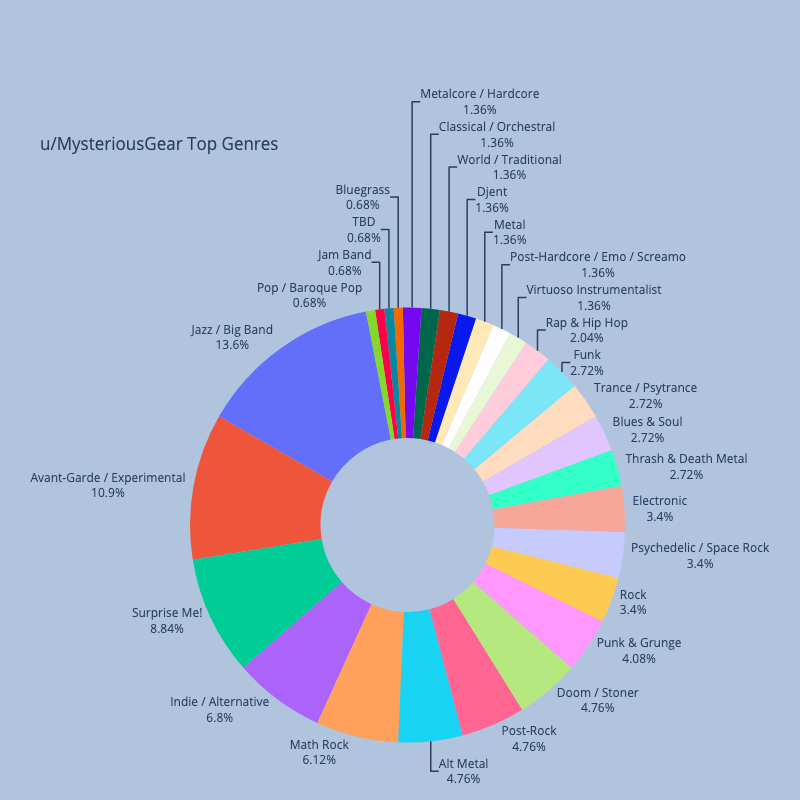 u/MysteriousGear Top Genres
Metalcore / Hardcore
1.36%
Classical / Orchestral
1.36%
World / Traditional
1.36%
Djent
1.36%
Metal
1.36%
Post-Hardcore / Emo / Screamo
1.36%
Virtuoso Instrumentalist
1.36%
Rap & Hip Hop
2.04%
Funk
2.72%
Trance / Psytrance
2.72%
Blues & Soul
2.72%
Thrash & Death Metal
2.72%
Electronic
3.4%
Psychedelic / Space Rock
3.4%
Rock
3.4%
Punk & Grunge
4.08%
Doom / Stoner
4.76%
Post-Rock
4.76%
Alt Metal
4.76%
Math Rock
6.12%
Indie / Alternative
6.8%
Surprise Me!
8.84%
Avant-Garde / Experimental
10.9%
Jazz / Big Band
13.6%
Pop / Baroque Pop
0.68%
Jam Band
0.68%
TBD
0.68%
Bluegrass
0.68%